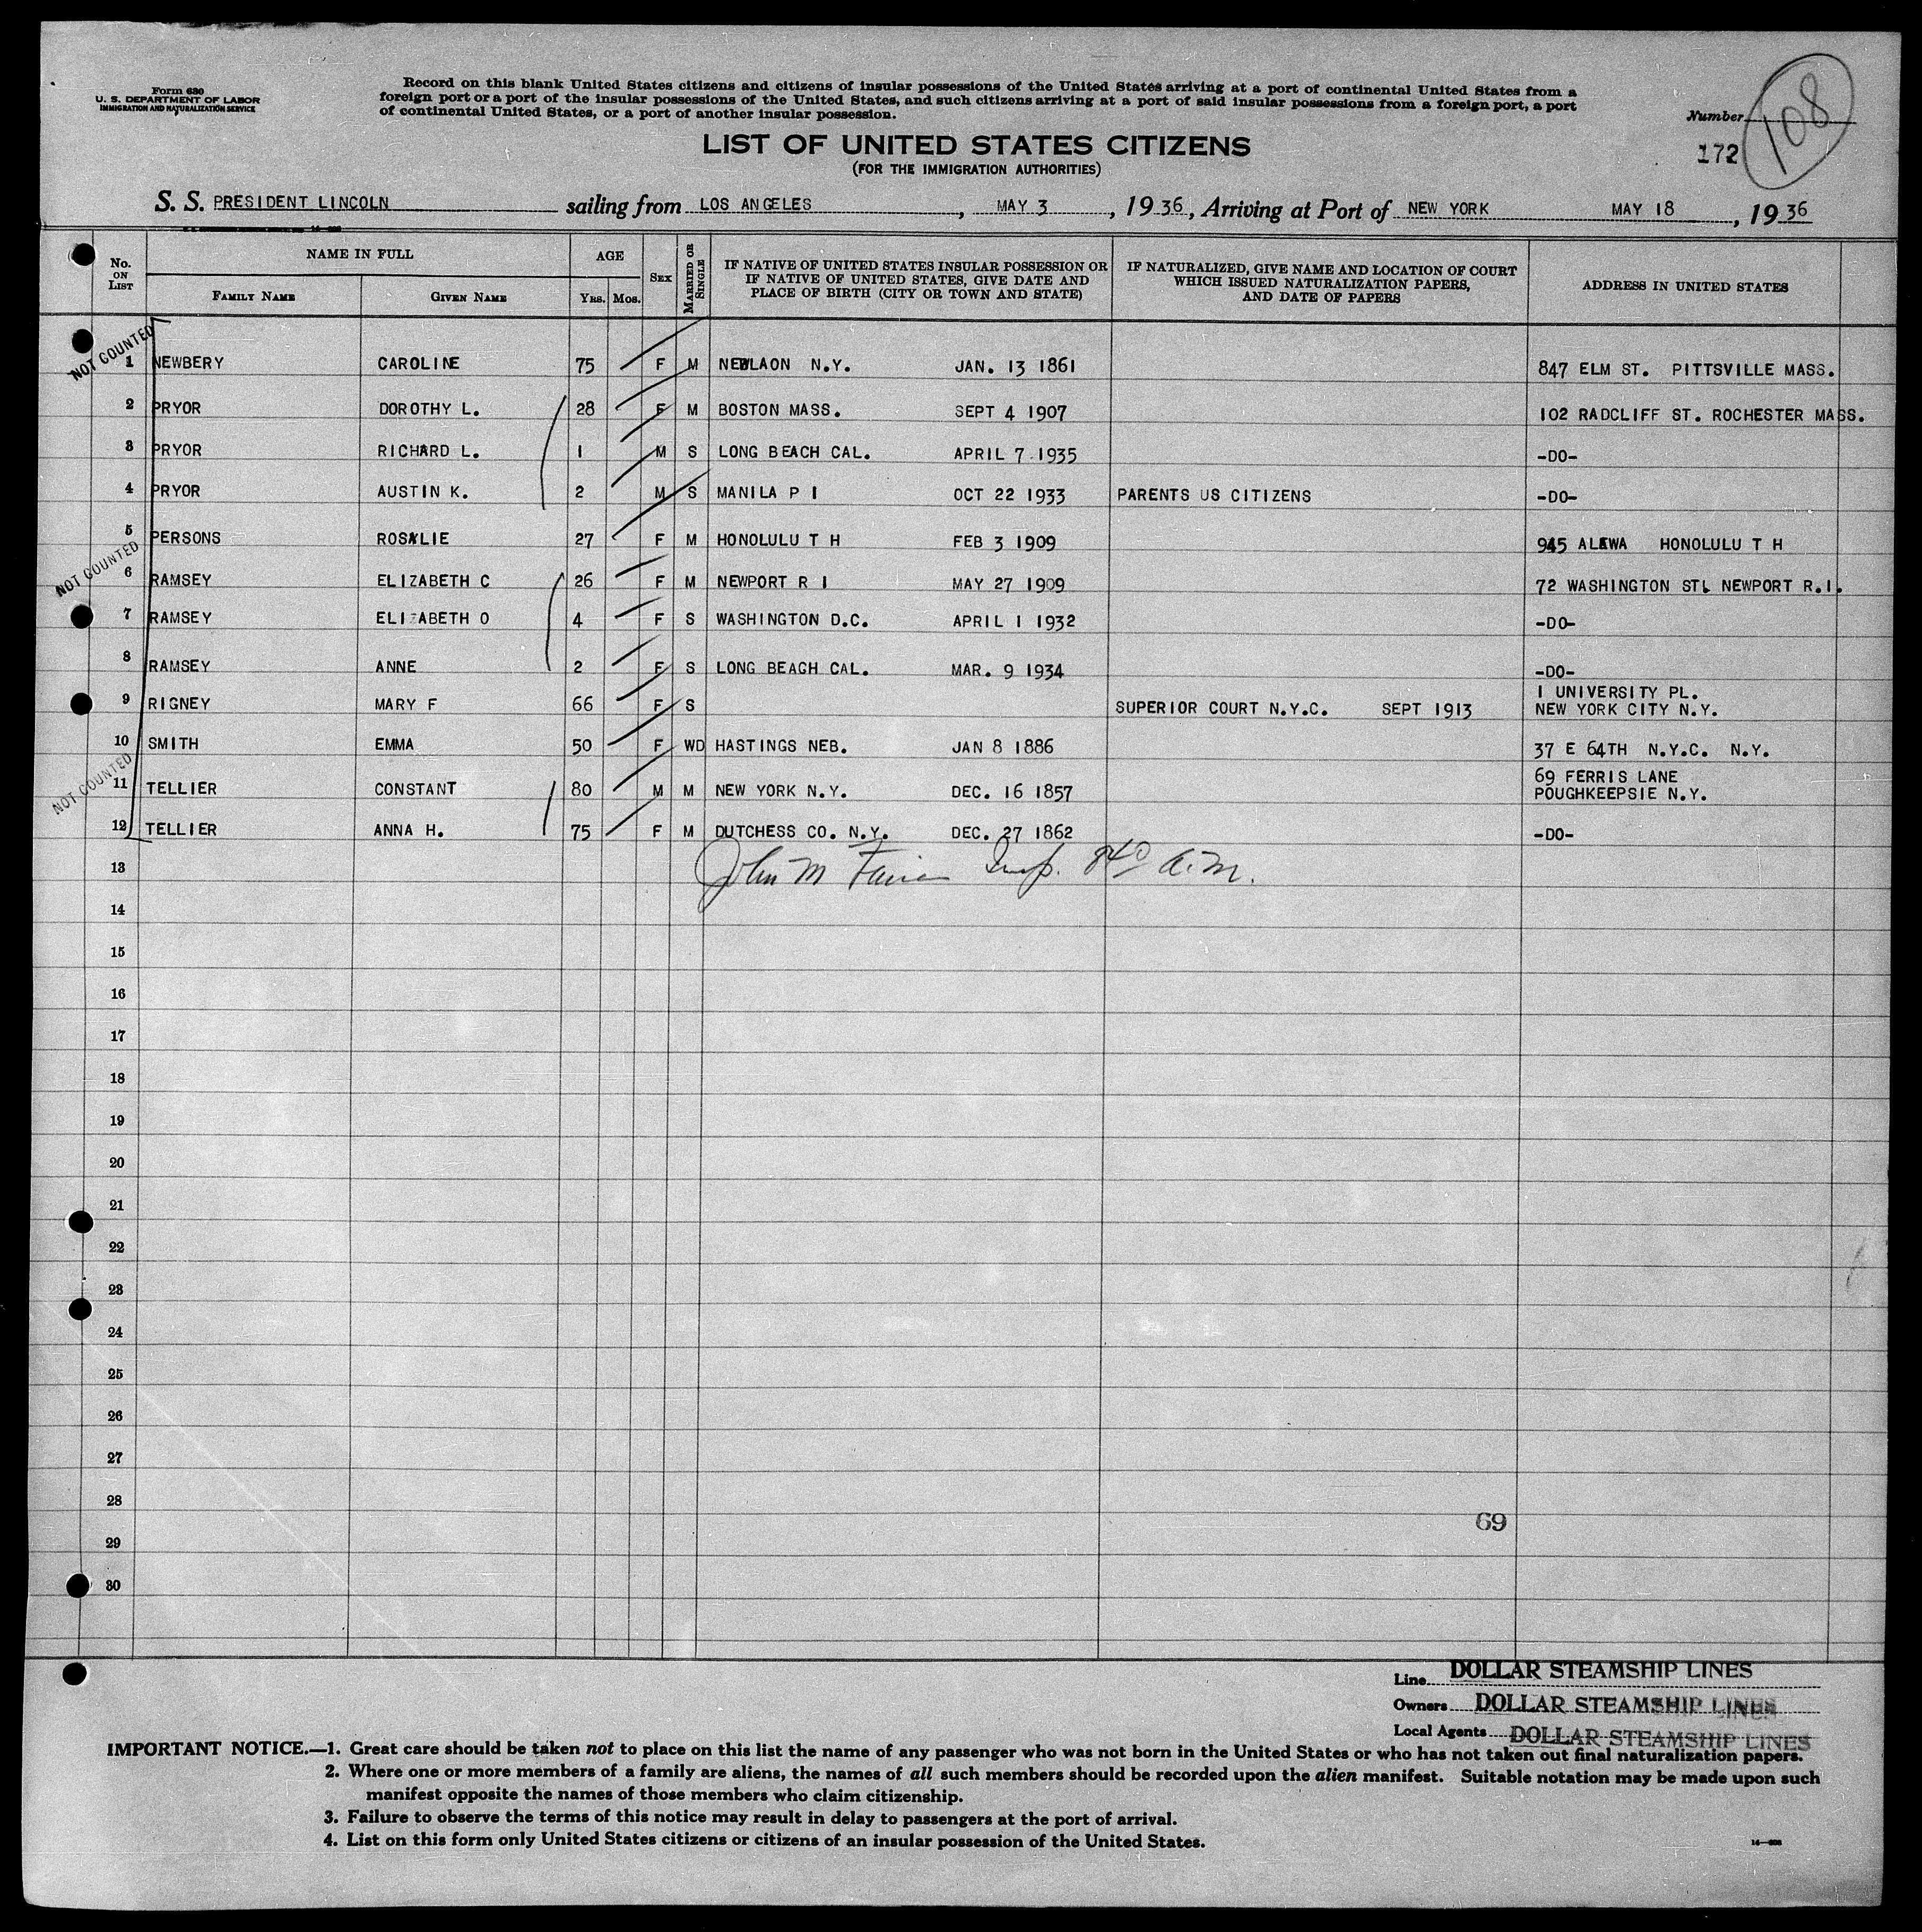 Form 630
U. S. DEPARTMENT OF LABOR
IMMIGRATION AND NATURALIZATION SERVICE
Record on this blank United States citizens and citizens of insular possessions of the United States arriving at a port of continental United States from a
foreign port or a port of the insular possessions of the United States, and such citizens arriving at a port of said insular possessions from a foreign port, a port
of continental United States, or a port of another insular possession.
Number 108
172
LIST OF UNITED STATES CITIZENS
(FOR THE IMMIGRATION AUTHORITIES)
S. S. PRESIDENT LINCOLN sailing from LOS ANGELES, MAY 3, 1936, Arriving at Port of NEW YORK MAY 18, 1936
No. ON LIST NAME IN FULL FAMILY NAME GIVEN NAME AGE YRS. MOS. SEX MARRIED OR SINGLE IF NATIVE OF UNITED STATES INSULAR POSSESSION OR IF NATIVE OF UNITED STATES, GIVE DATE AND PLACE OF BIRTH (CITY OR TOWN AND STATE) IF NATURALIZED, GIVE NAME AND LOCATION OF COURT WHICH ISSUED NATURALIZATION PAPERS, AND DATE OF PAPERS ADDRESS IN UNITED STATES
NOT COUNTED
1 NEWBERY CAROLINE 75 F M NEWLAON N.Y. JAN. 13 1861 847 ELM ST. PITTSVILLE MASS.
2 PRYOR DOROTHY L. 28 F M BOSTON MASS. SEPT 4 1907 102 RADCLIFF ST. ROCHESTER MASS.
3 PRYOR RICHARD L. 1 M S LONG BEACH CAL. APRIL 7 1935 -DO-
4 PRYOR AUSTIN K. 2 M S MANILA P I OCT 22 1933 PARENTS US CITIZENS -DO-
5 PERSONS ROSALIE 27 F M HONOLULU T H FEB 3 1909 945 ALEWA HONOLULU T H
NOT COUNTED
6 RAMSEY ELIZABETH C 26 F M NEWPORT R I MAY 27 1909 72 WASHINGTON ST. NEWPORT R.I.
7 RAMSEY ELIZABETH O 4 F S WASHINGTON D.C. APRIL 1 1932 -DO-
8 RAMSEY ANNE 2 F S LONG BEACH CAL. MAR. 9 1934 -DO-
9 RIGNEY MARY F 66 F S SUPERIOR COURT N.Y.C. SEPT 1913 1 UNIVERSITY PL. NEW YORK CITY N.Y.
10 SMITH EMMA 50 F WD HASTINGS NEB. JAN 8 1886 37 E 64TH N.Y.C. N.Y.
NOT COUNTED
11 TELLIER CONSTANT 80 M M NEW YORK N.Y. DEC. 16 1857 69 FERRIS LANE POUGHKEEPSIE N.Y.
12 TELLIER ANNA H. 75 F M DUTCHESS CO. N.Y. DEC. 27 1862 -DO-
13 John M Insp. 840 A.M.
14
15
16
17
18
19
20
21
22
23
24
25
26
27
28
69
29
30
Line DOLLAR STEAMSHIP LINES
Owners DOLLAR STEAMSHIP LINES
Local Agents DOLLAR STEAMSHIP LINES
IMPORTANT NOTICE.—1. Great care should be taken not to place on this list the name of any passenger who was not born in the United States or who has not taken out final naturalization papers.
2. Where one or more members of a family are aliens, the names of all such members should be recorded upon the alien manifest. Suitable notation may be made upon such
manifest opposite the names of those members who claim citizenship.
3. Failure to observe the terms of this notice may result in delay to passengers at the port of arrival.
4. List on this form only United States citizens or citizens of an insular possession of the United States.